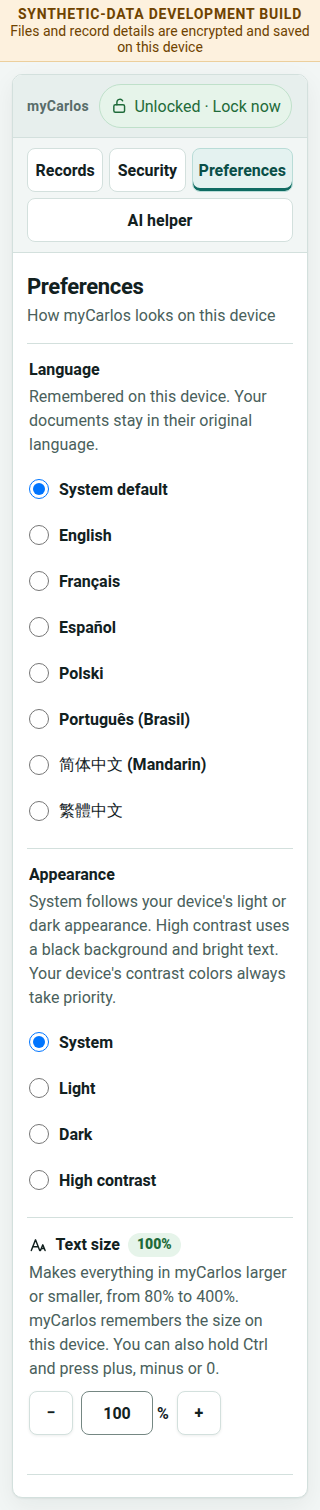 SYNTHETIC-DATA DEVELOPMENT BUILD
Files and record details are encrypted and saved
on this device
myCarlos
Unlocked · Lock now
Records
Security
Preferences
AI helper
Preferences
How myCarlos looks on this device
Language
Remembered on this device. Your
documents stay in their original
language.
System default
English
Français
Español
Polski
Português (Brasil)
简体中文 (Mandarin)
繁體中文
Appearance
System follows your device's light or
dark appearance. High contrast uses
a black background and bright text.
Your device's contrast colors always
take priority.
System
Light
Dark
High contrast
Text size 100%
Makes everything in myCarlos larger
or smaller, from 80% to 400%.
myCarlos remembers the size on
this device. You can also hold Ctrl
and press plus, minus or 0.
− 100 % +